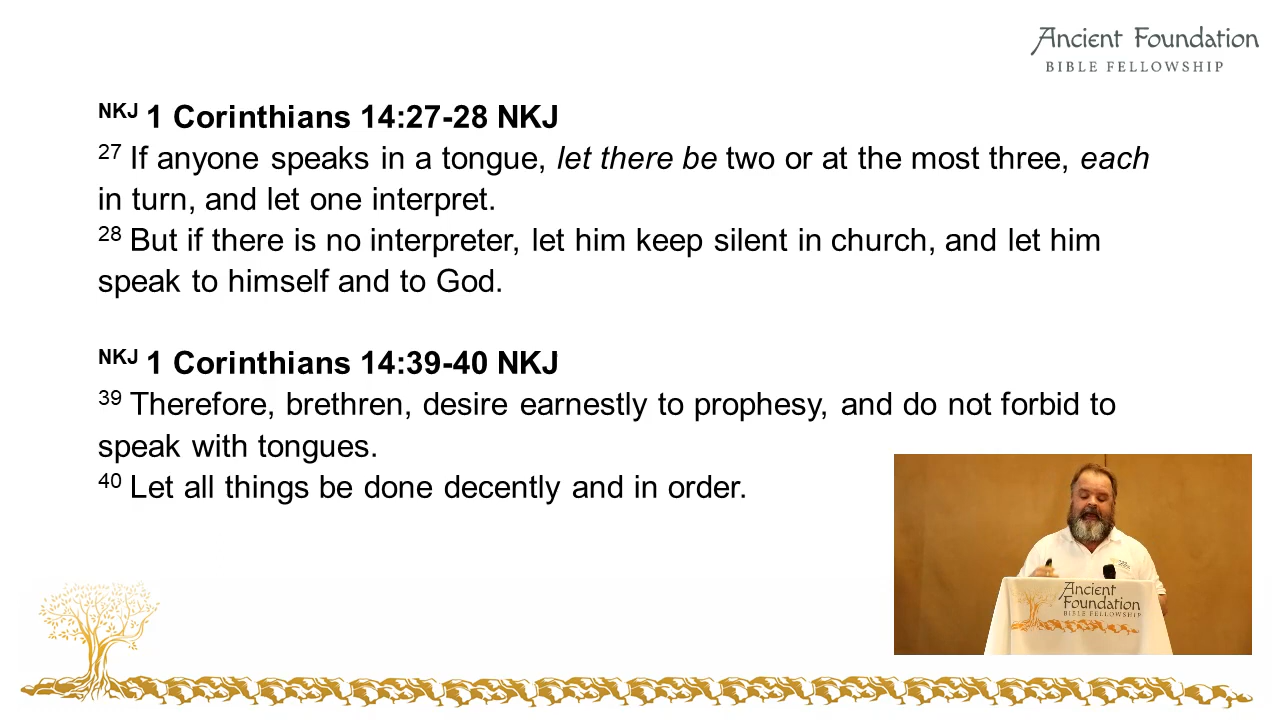 Ancient Foundation
BIBLE FELLOWSHIP
NKJ 1 Corinthians 14:27-28 NKJ
27 If anyone speaks in a tongue, let there be two or at the most three, each
in turn, and let one interpret.
28 But if there is no interpreter, let him keep silent in church, and let him
speak to himself and to God.
NKJ 1 Corinthians 14:39-40 NKJ
39 Therefore, brethren, desire earnestly to prophesy, and do not forbid to
speak with tongues.
40 Let all things be done decently and in order.
Ancient
Foundation
BIBLE FELLOWSHIP